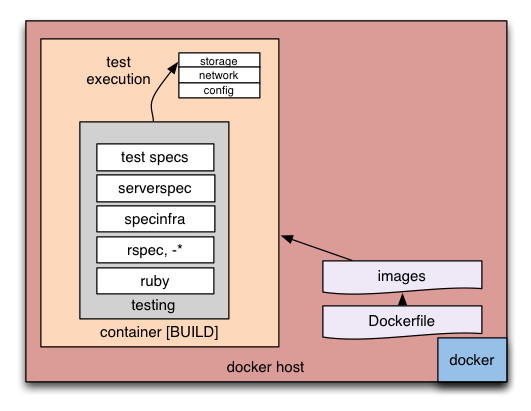 test
execution
storage
network
config
test specs
serverspec
specinfra
rspec, -*
ruby
testing
container [BUILD]
images
Dockerfile
docker host
docker